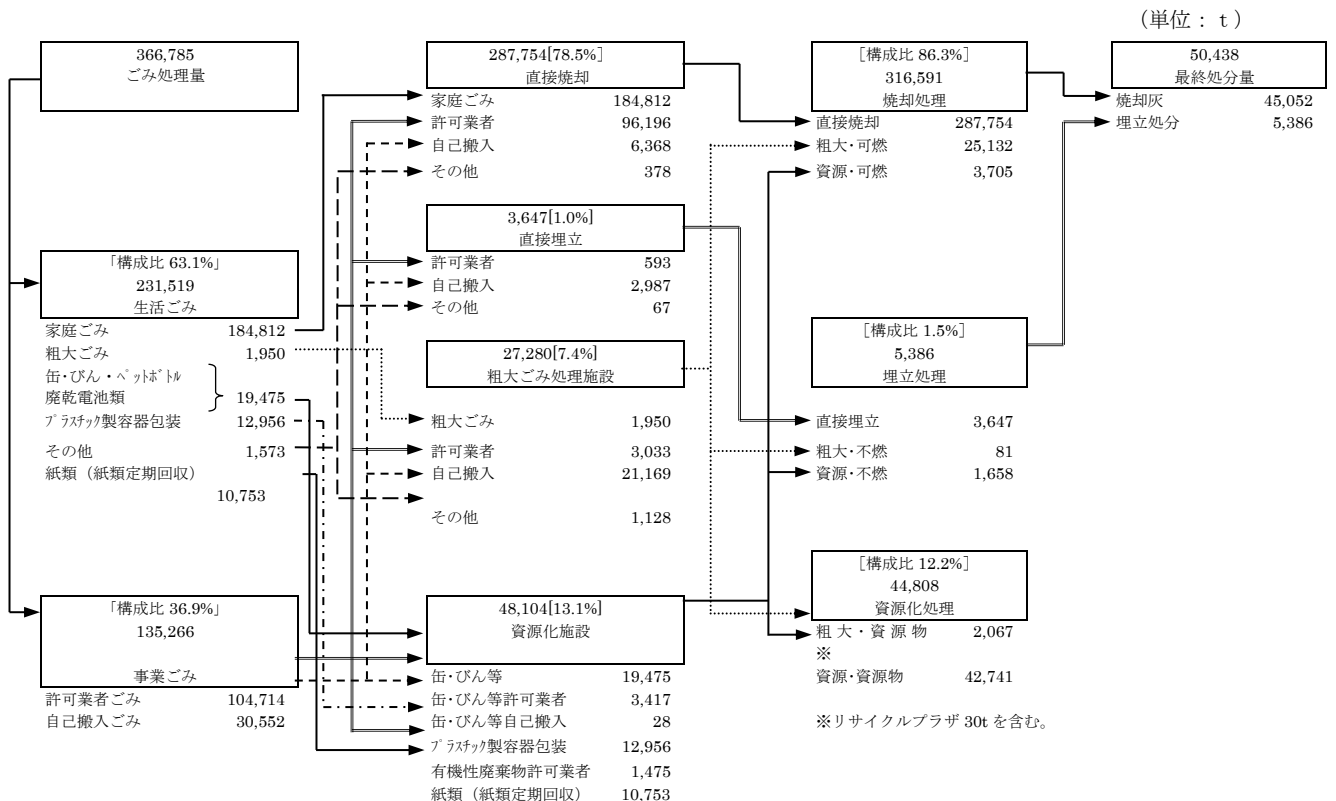 （単位：ｔ）
366,785
ごみ処理量
「構成比 63.1%」
231,519
生活ごみ
家庭ごみ 184,812
粗大ごみ 1,950
缶・びん・ペットボトル
廃乾電池類 19,475
プラスチック製容器包装 12,956
その他 1,573
紙類（紙類定期回収）
10,753
「構成比 36.9%」
135,266
事業ごみ
許可業者ごみ 104,714
自己搬入ごみ 30,552
287,754[78.5%]
直接焼却
家庭ごみ 184,812
許可業者 96,196
自己搬入 6,368
その他 378
3,647[1.0%]
直接埋立
許可業者 593
自己搬入 2,987
その他 67
27,280[7.4%]
粗大ごみ処理施設
粗大ごみ 1,950
許可業者 3,033
自己搬入 21,169
その他 1,128
48,104[13.1%]
資源化施設
缶・びん等 19,475
缶・びん等許可業者 3,417
缶・びん等自己搬入 28
プラスチック製容器包装 12,956
有機性廃棄物許可業者 1,475
紙類（紙類定期回収） 10,753
［構成比 86.3%］
316,591
焼却処理
直接焼却 287,754
粗大・可燃 25,132
資源・可燃 3,705
［構成比 1.5%］
5,386
埋立処理
直接埋立 3,647
粗大・不燃 81
資源・不燃 1,658
［構成比 12.2%］
44,808
資源化処理
粗大・資源物 2,067
※
資源・資源物 42,741
※リサイクルプラザ 30t を含む。
50,438
最終処分量
焼却灰 45,052
埋立処分 5,386